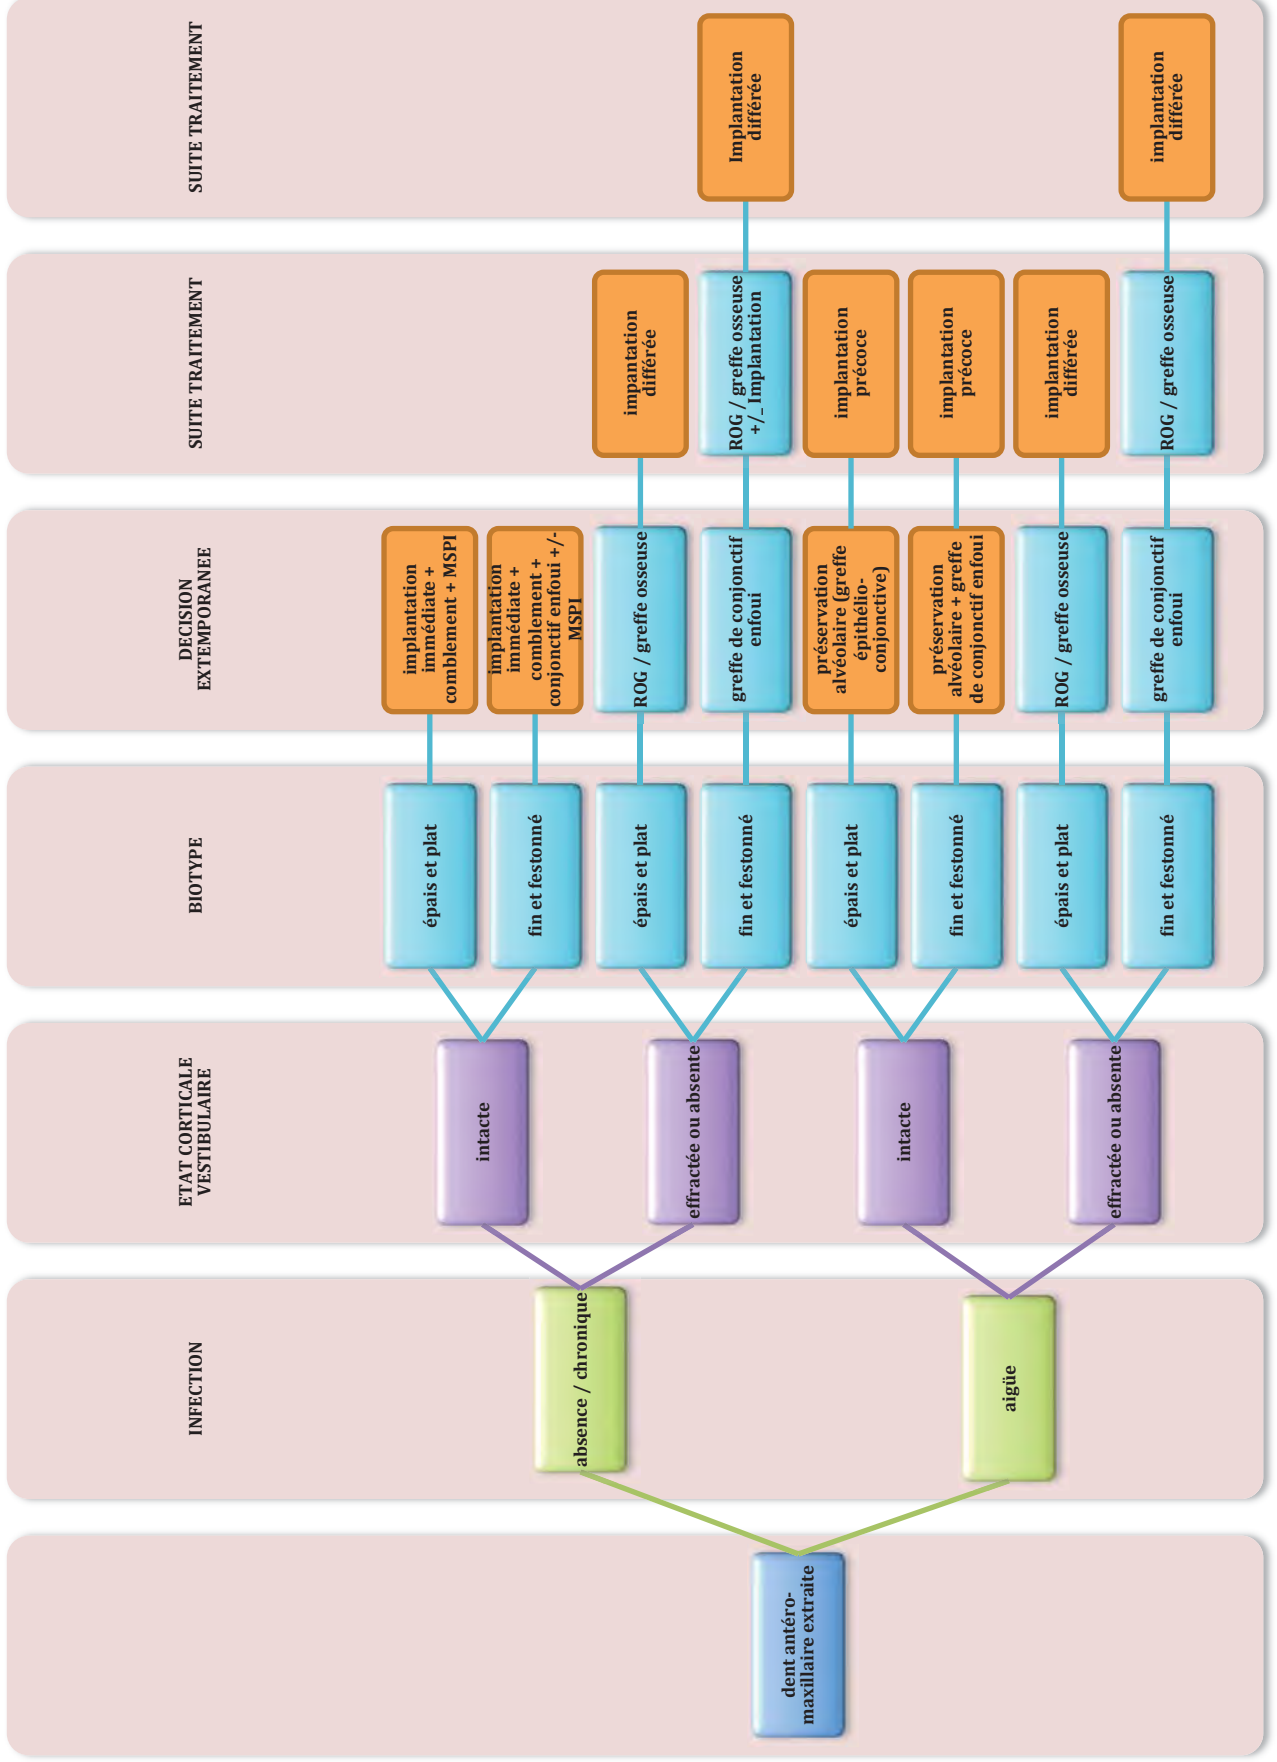 INFECTION
ETAT CORTICALE
VESTIBULAIRE
BIOTYPE
DECISION
EXTEMPORANEE
SUITE TRAITEMENT
SUITE TRAITEMENT
dent antéro-
maxillaire extraite
absence / chronique
intacte
épais et plat
implantation
immédiate +
comblement + MSPI
fin et festonné
implantation
immédiate +
comblement +
conjonctif enfoui +/-
MSPI
effractée ou absente
épais et plat
ROG / greffe osseuse
impantation
différée
fin et festonné
greffe de conjonctif
enfoui
ROG / greffe osseuse
+/_ Implantation
Implantation
différée
aigüe
intacte
épais et plat
préservation
alvéolaire (greffe
épithélio-
conjonctive)
implantation
précoce
fin et festonné
préservation
alvéolaire + greffe
de conjonctif enfoui
implantation
précoce
effractée ou absente
épais et plat
ROG / greffe osseuse
implantation
différée
fin et festonné
greffe de conjonctif
enfoui
ROG / greffe osseuse
implantation
différée